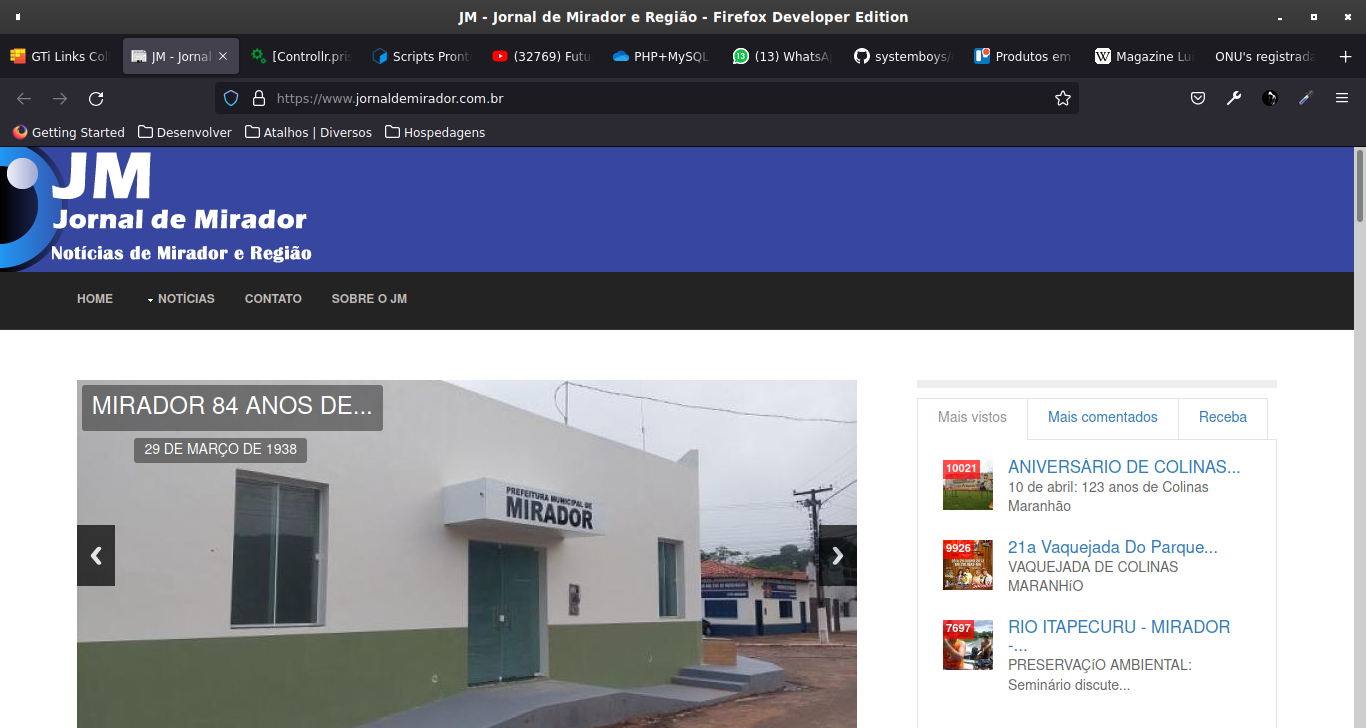 JM - Jornal de Mirador e Região - Firefox Developer Edition
GTi Links Col
JM - Jornal
[Controllr.pris
Scripts Pront
(32769) Futu
PHP+MySQL
(13) WhatsA
systemboys/
Produtos em
Magazine Lui
ONU's registrada
https://www.jornaldemirador.com.br
Getting Started
Desenvolver
Atalhos | Diversos
Hospedagens
JM
Jornal de Mirador
Notícias de Mirador e Região
HOME
NOTÍCIAS
CONTATO
SOBRE O JM
MIRADOR 84 ANOS DE...
29 DE MARÇO DE 1938
PREFEITURA MUNICIPAL DE
MIRADOR
Mais vistos
Mais comentados
Receba
10021
ANIVERSÁRIO DE COLINAS...
10 de abril: 123 anos de Colinas
Maranhão
9926
21a Vaquejada Do Parque...
VAQUEJADA DE COLINAS
MARANHíO
7697
RIO ITAPECURU - MIRADOR
-...
PRESERVAÇíO AMBIENTAL:
Seminário discute...